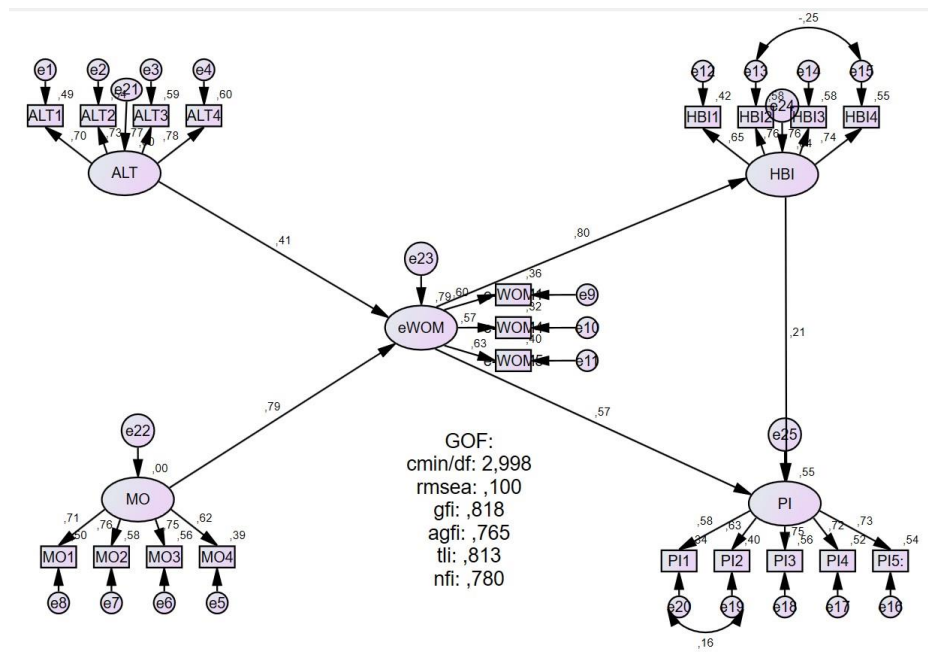 -,25
e1 e2 e3 e4
e21
,49 ,59 ,60
ALT1 ALT2 ALT3 ALT4
,70 ,73 ,77 ,78
ALT
e12 e13 e14 e15
e24
,42 ,58 ,58 ,55
HBI1 HBI2 HBI3 HBI4
,65 ,76 ,76 ,74
HBI
,41
,80
e23
,79 ,60 ,36
e9
eWOM ,57 ,32
e10
,63 ,40
e11
,21
,79
,57
e22
,00
MO
,71 ,76 ,75 ,62
,50 ,58 ,56 ,39
MO1 MO2 MO3 MO4
e8 e7 e6 e5
GOF:
cmin/df: 2,998
rmsea: ,100
gfi: ,818
agfi: ,765
tli: ,813
nfi: ,780
e25
,55
PI
,58 ,63 ,75 ,72 ,73
,34 ,40 ,56 ,52 ,54
PI1 PI2 PI3 PI4 PI5:
e20 e19 e18 e17 e16
,16